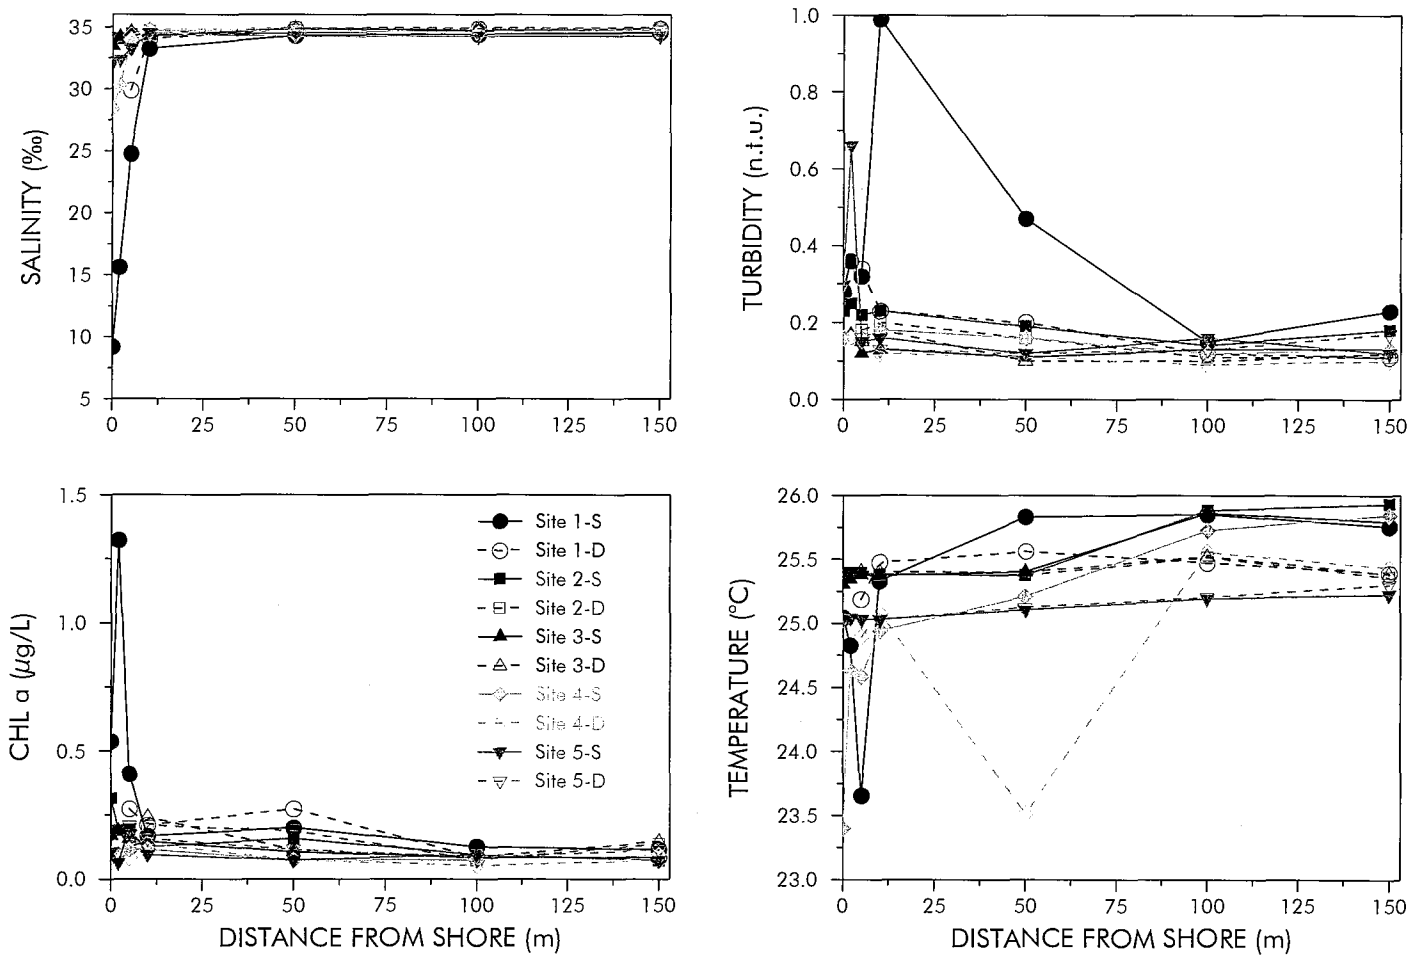 SALINITY (‰)
35
30
25
20
15
10
5
0 25 50 75 100 125 150
TURBIDITY (n.t.u.)
1.0
0.8
0.6
0.4
0.2
0.0
0 25 50 75 100 125 150
CHL a (µg/L)
1.5
1.0
0.5
0.0
0 25 50 75 100 125 150
DISTANCE FROM SHORE (m)
Site 1-S
Site 1-D
Site 2-S
Site 2-D
Site 3-S
Site 3-D
Site 4-S
Site 4-D
Site 5-S
Site 5-D
TEMPERATURE (°C)
26.0
25.5
25.0
24.5
24.0
23.5
23.0
0 25 50 75 100 125 150
DISTANCE FROM SHORE (m)